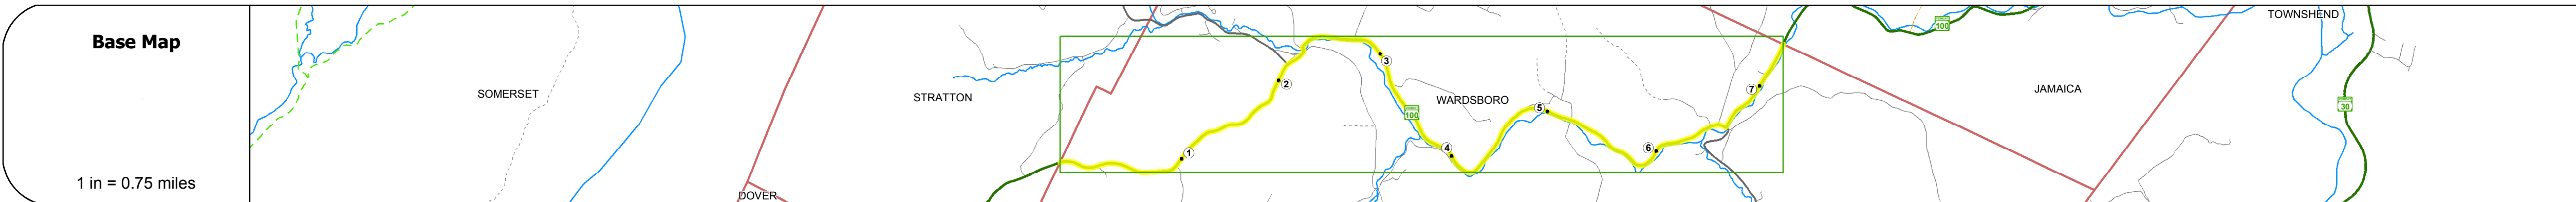 Base Map
1 in = 0.75 miles
SOMERSET
DOVER
STRATTON
1
2
3
100
WARDSBORO
4
5
6
7
100
JAMAICA
TOWNSHEND
30